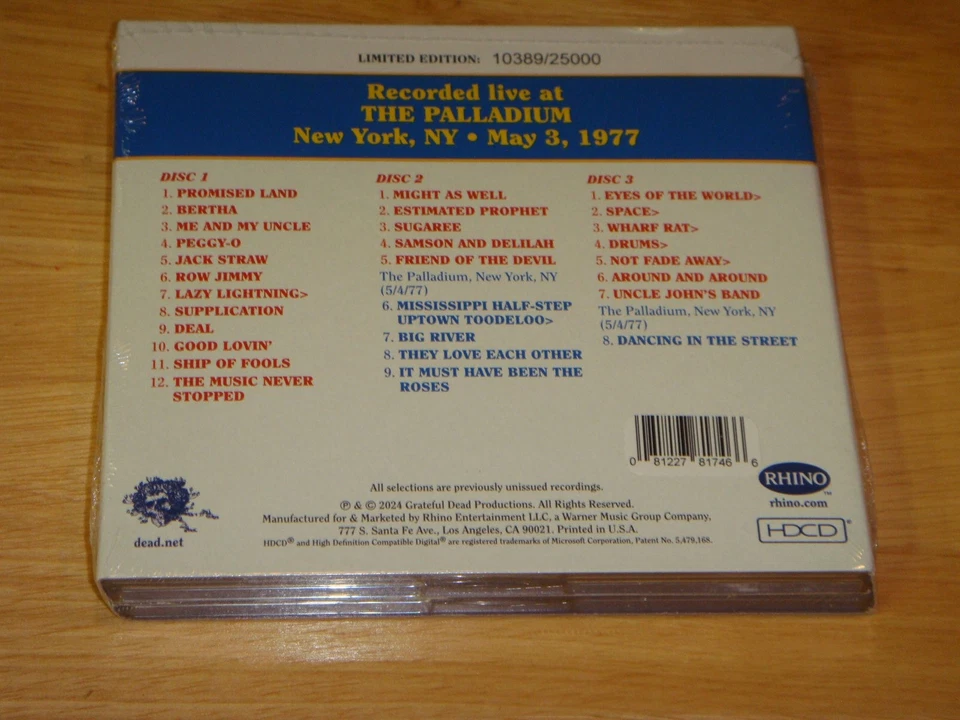 LIMITED EDITION: 10389/25000
Recorded live at
THE PALLADIUM
New York, NY • May 3, 1977
DISC 1
1. PROMISED LAND
2. BERTHA
3. ME AND MY UNCLE
4. PEGGY-O
5. JACK STRAW
6. ROW JIMMY
7. LAZY LIGHTNING>
8. SUPPLICATION
9. DEAL
10. GOOD LOVIN'
11. SHIP OF FOOLS
12. THE MUSIC NEVER
STOPPED
DISC 2
1. MIGHT AS WELL
2. ESTIMATED PROPHET
3. SUGAREE
4. SAMSON AND DELILAH
5. FRIEND OF THE DEVIL
The Palladium, New York, NY
(5/4/77)
6. MISSISSIPPI HALF-STEP
UPTOWN TOODELOO>
7. BIG RIVER
8. THEY LOVE EACH OTHER
9. IT MUST HAVE BEEN THE
ROSES
DISC 3
1. EYES OF THE WORLD>
2. SPACE>
3. WHARF RAT>
4. DRUMS>
5. NOT FADE AWAY>
6. AROUND AND AROUND
7. UNCLE JOHN'S BAND
The Palladium, New York, NY
(5/4/77)
8. DANCING IN THE STREET
0 81227 81746 6
All selections are previously unissued recordings.
℗ & © 2024 Grateful Dead Productions. All Rights Reserved.
Manufactured for & Marketed by Rhino Entertainment LLC, a Warner Music Group Company,
777 S. Santa Fe Ave., Los Angeles, CA 90021. Printed in U.S.A.
HDCD® and High Definition Compatible Digital® are registered trademarks of Microsoft Corporation, Patent No. 5,479,168.
dead.net
RHINO™
rhino.com
HDCD®